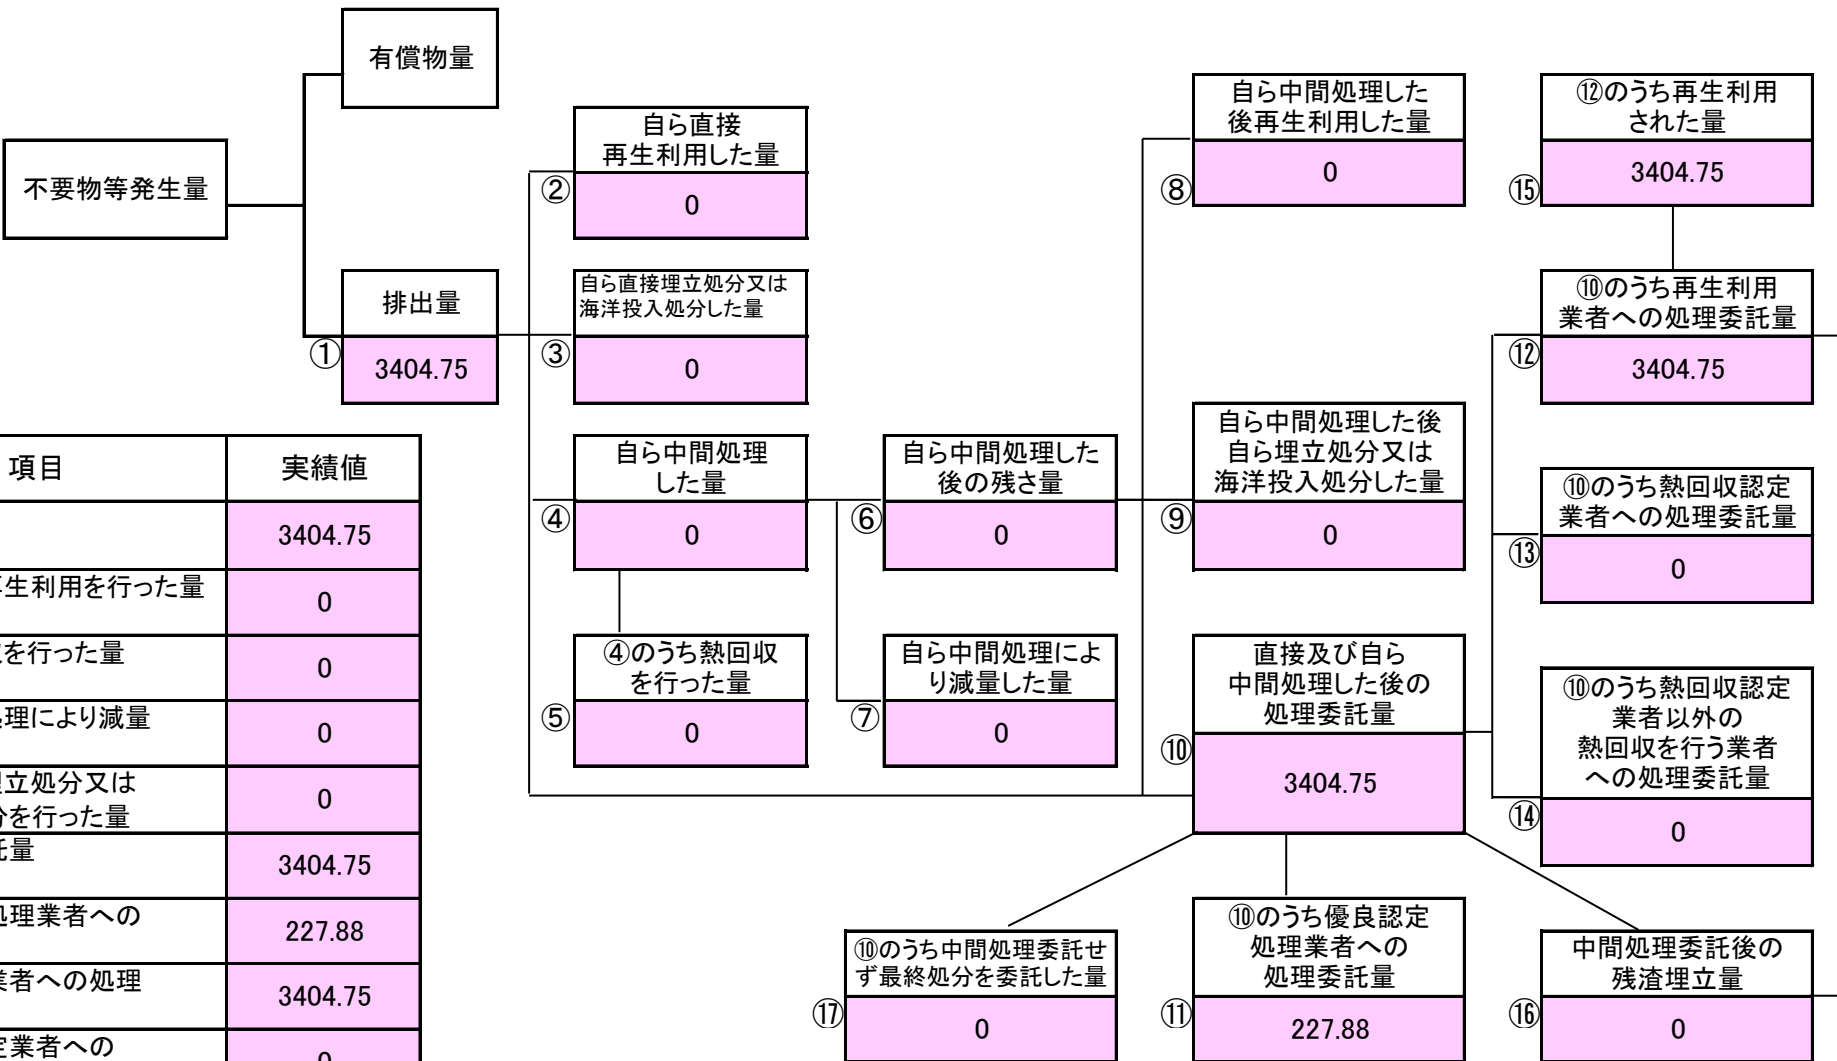 有償物量
不要物等発生量
排出量
①
3404.75
自ら直接
再生利用した量
②
0
自ら直接埋立処分又は
海洋投入処分した量
③
0
自ら中間処理
した量
④
0
④のうち熱回収
を行った量
⑤
0
自ら中間処理した
後の残さ量
⑥
0
自ら中間処理によ
り減量した量
⑦
0
自ら中間処理した
後再生利用した量
⑧
0
自ら中間処理した後
自ら埋立処分又は
海洋投入処分した量
⑨
0
直接及び自ら
中間処理した後の
処理委託量
⑩
3404.75
⑫のうち再生利用
された量
⑮
3404.75
⑩のうち再生利用
業者への処理委託量
⑫
3404.75
⑩のうち熱回収認定
業者への処理委託量
⑬
0
⑩のうち熱回収認定
業者以外の
熱回収を行う業者
への処理委託量
⑭
0
⑩のうち中間処理委託せ
ず最終処分を委託した量
⑰
0
⑩のうち優良認定
処理業者への
処理委託量
⑪
227.88
中間処理委託後の
残渣埋立量
⑯
0
項目 実績値
3404.75
生利用を行った量
0
を行った量
0
理により減量
0
立処分又は
を行った量
0
量
3404.75
処理業者への
227.88
業者への処理
3404.75
業者への
0